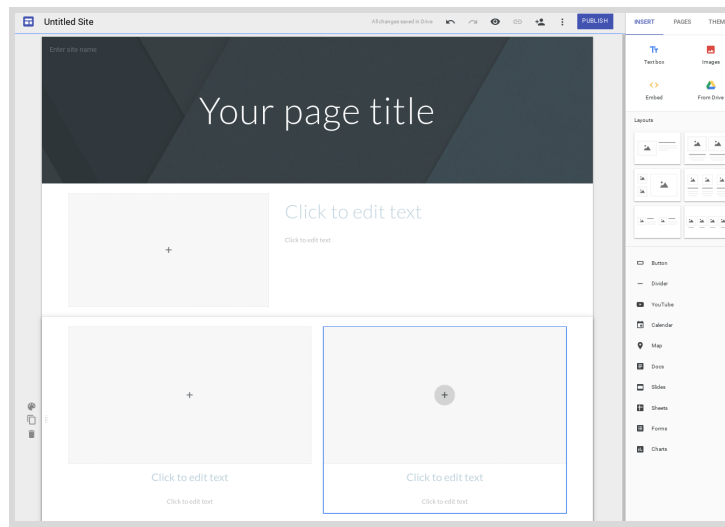 Untitled Site
All changes saved in Drive
PUBLISH
INSERT PAGES THEM
Enter site name
Your page title
Text box Images
Embed From Drive
Layouts
Click to edit text
Click to edit text
Button
Divider
YouTube
Calendar
Map
Docs
Slides
Sheets
Forms
Charts
Click to edit text Click to edit text
Click to edit text Click to edit text